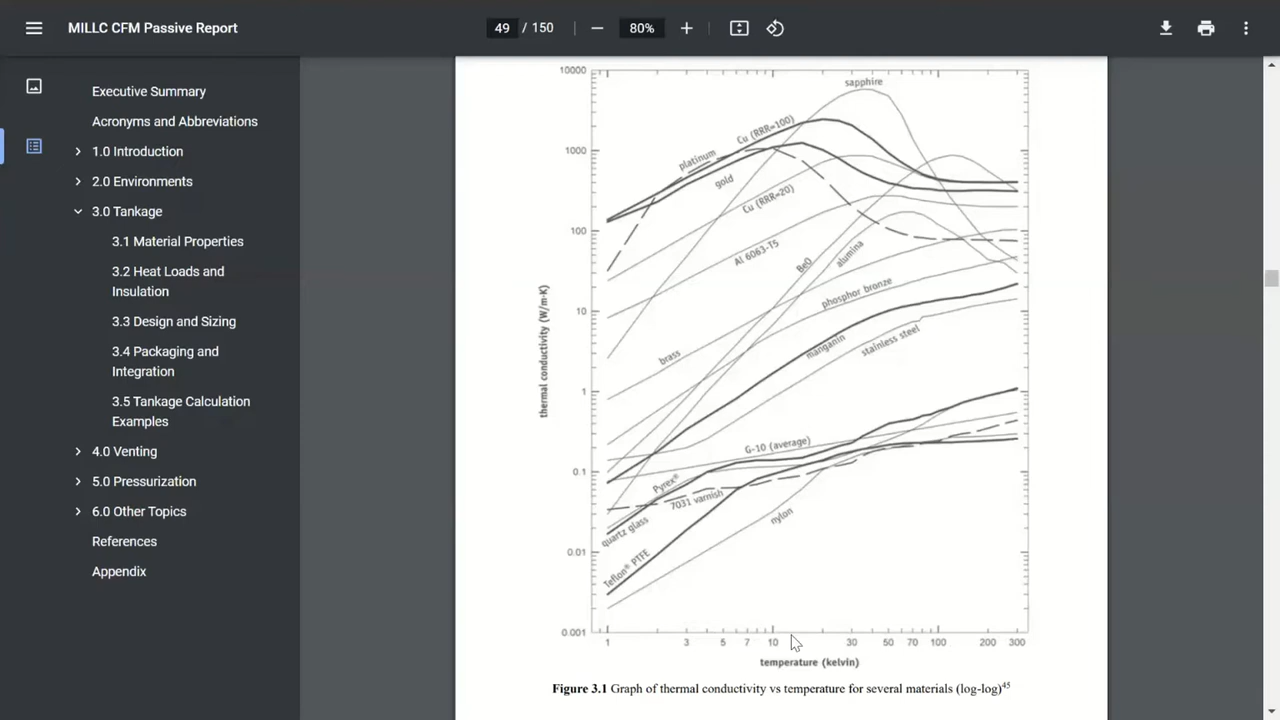 MILLC CFM Passive Report
49 / 150
80%
Executive Summary
Acronyms and Abbreviations
1.0 Introduction
2.0 Environments
3.0 Tankage
3.1 Material Properties
3.2 Heat Loads and
Insulation
3.3 Design and Sizing
3.4 Packaging and
Integration
3.5 Tankage Calculation
Examples
4.0 Venting
5.0 Pressurization
6.0 Other Topics
References
Appendix
thermal conductivity (W/m·K)
10000
1000
100
10
1
0.1
0.01
0.001
sapphire
Cu (RRR=100)
platinum
gold
Cu (RRR=20)
Al 6063-T5
BeO
alumina
phosphor bronze
brass
manganin
stainless steel
G-10 (average)
Pyrex®
7031 varnish
quartz glass
nylon
Teflon® PTFE
1 3 5 7 10 30 50 70 100 200 300
temperature (kelvin)
Figure 3.1 Graph of thermal conductivity vs temperature for several materials (log-log)45